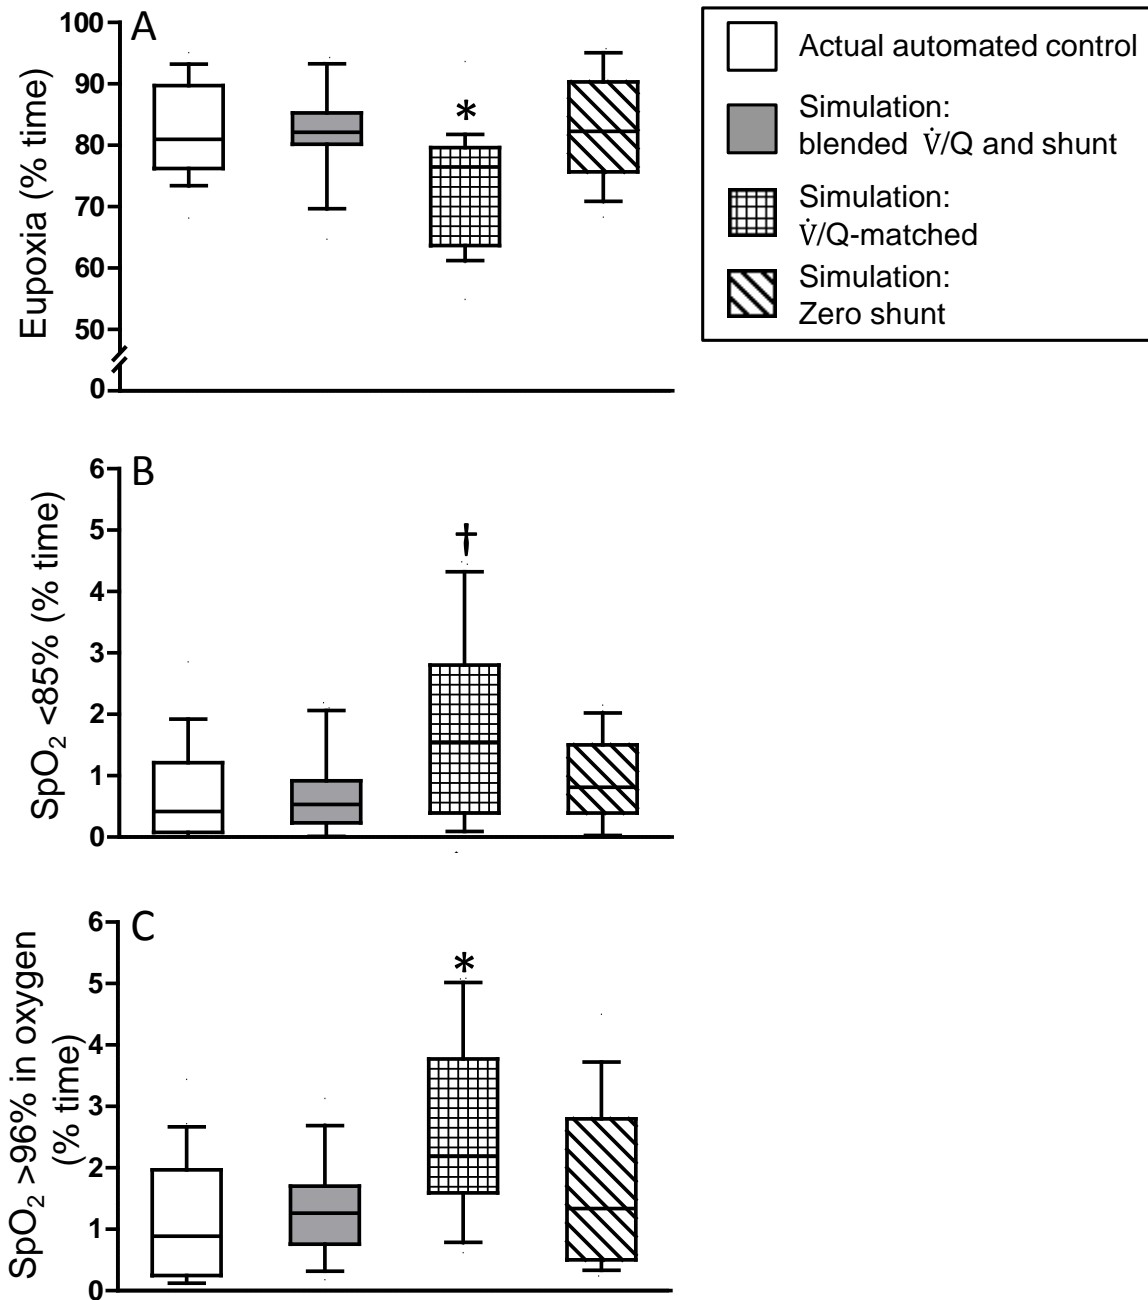 A
100
90
80
70
60
50
0
Eupoxia (% time)
*
Actual automated control
Simulation:
blended V̇/Q and shunt
Simulation:
V̇/Q-matched
Simulation:
Zero shunt
B
6
5
4
3
2
1
0
SpO₂ <85% (% time)
†
C
6
5
4
3
2
1
0
SpO₂ >96% in oxygen
(% time)
*